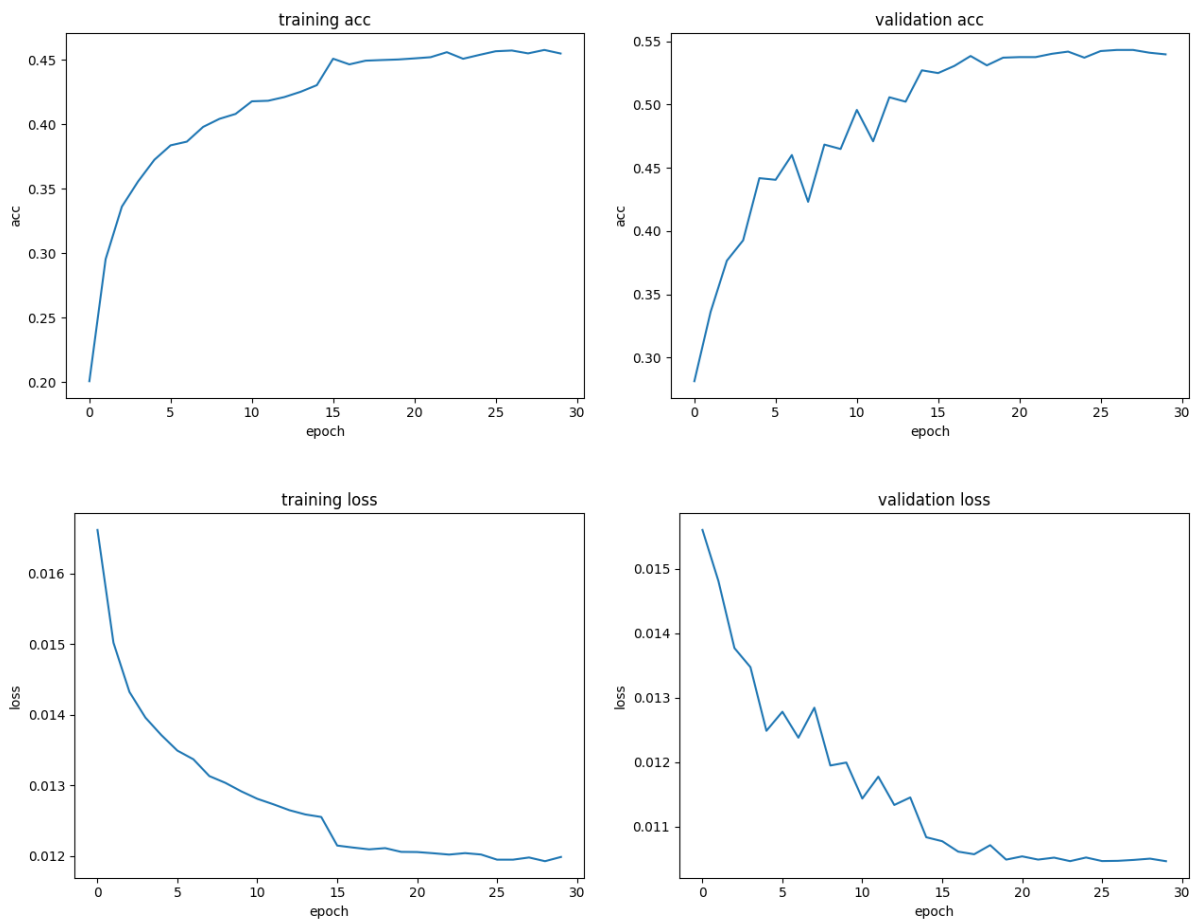 training acc
0.45
0.40
0.35
0.30
0.25
0.20
acc
0 5 10 15 20 25 30
epoch
validation acc
0.55
0.50
0.45
0.40
0.35
0.30
acc
0 5 10 15 20 25 30
epoch
training loss
0.016
0.015
0.014
0.013
0.012
loss
0 5 10 15 20 25 30
epoch
validation loss
0.015
0.014
0.013
0.012
0.011
loss
0 5 10 15 20 25 30
epoch